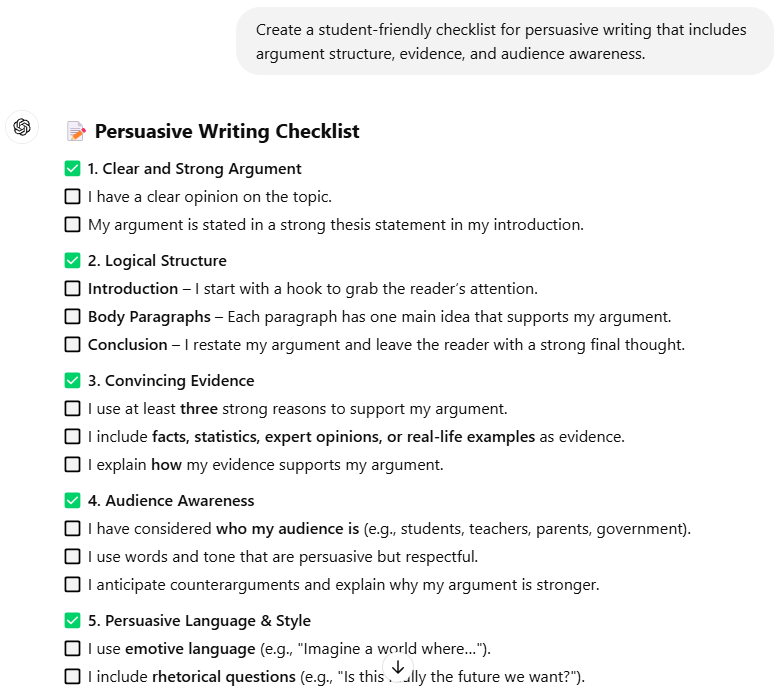 Create a student-friendly checklist for persuasive writing that includes
argument structure, evidence, and audience awareness.
Persuasive Writing Checklist
1. Clear and Strong Argument
I have a clear opinion on the topic.
My argument is stated in a strong thesis statement in my introduction.
2. Logical Structure
Introduction – I start with a hook to grab the reader's attention.
Body Paragraphs – Each paragraph has one main idea that supports my argument.
Conclusion – I restate my argument and leave the reader with a strong final thought.
3. Convincing Evidence
I use at least three strong reasons to support my argument.
I include facts, statistics, expert opinions, or real-life examples as evidence.
I explain how my evidence supports my argument.
4. Audience Awareness
I have considered who my audience is (e.g., students, teachers, parents, government).
I use words and tone that are persuasive but respectful.
I anticipate counterarguments and explain why my argument is stronger.
5. Persuasive Language & Style
I use emotive language (e.g., "Imagine a world where...").
I include rhetorical questions (e.g., "Is this the future we want?").